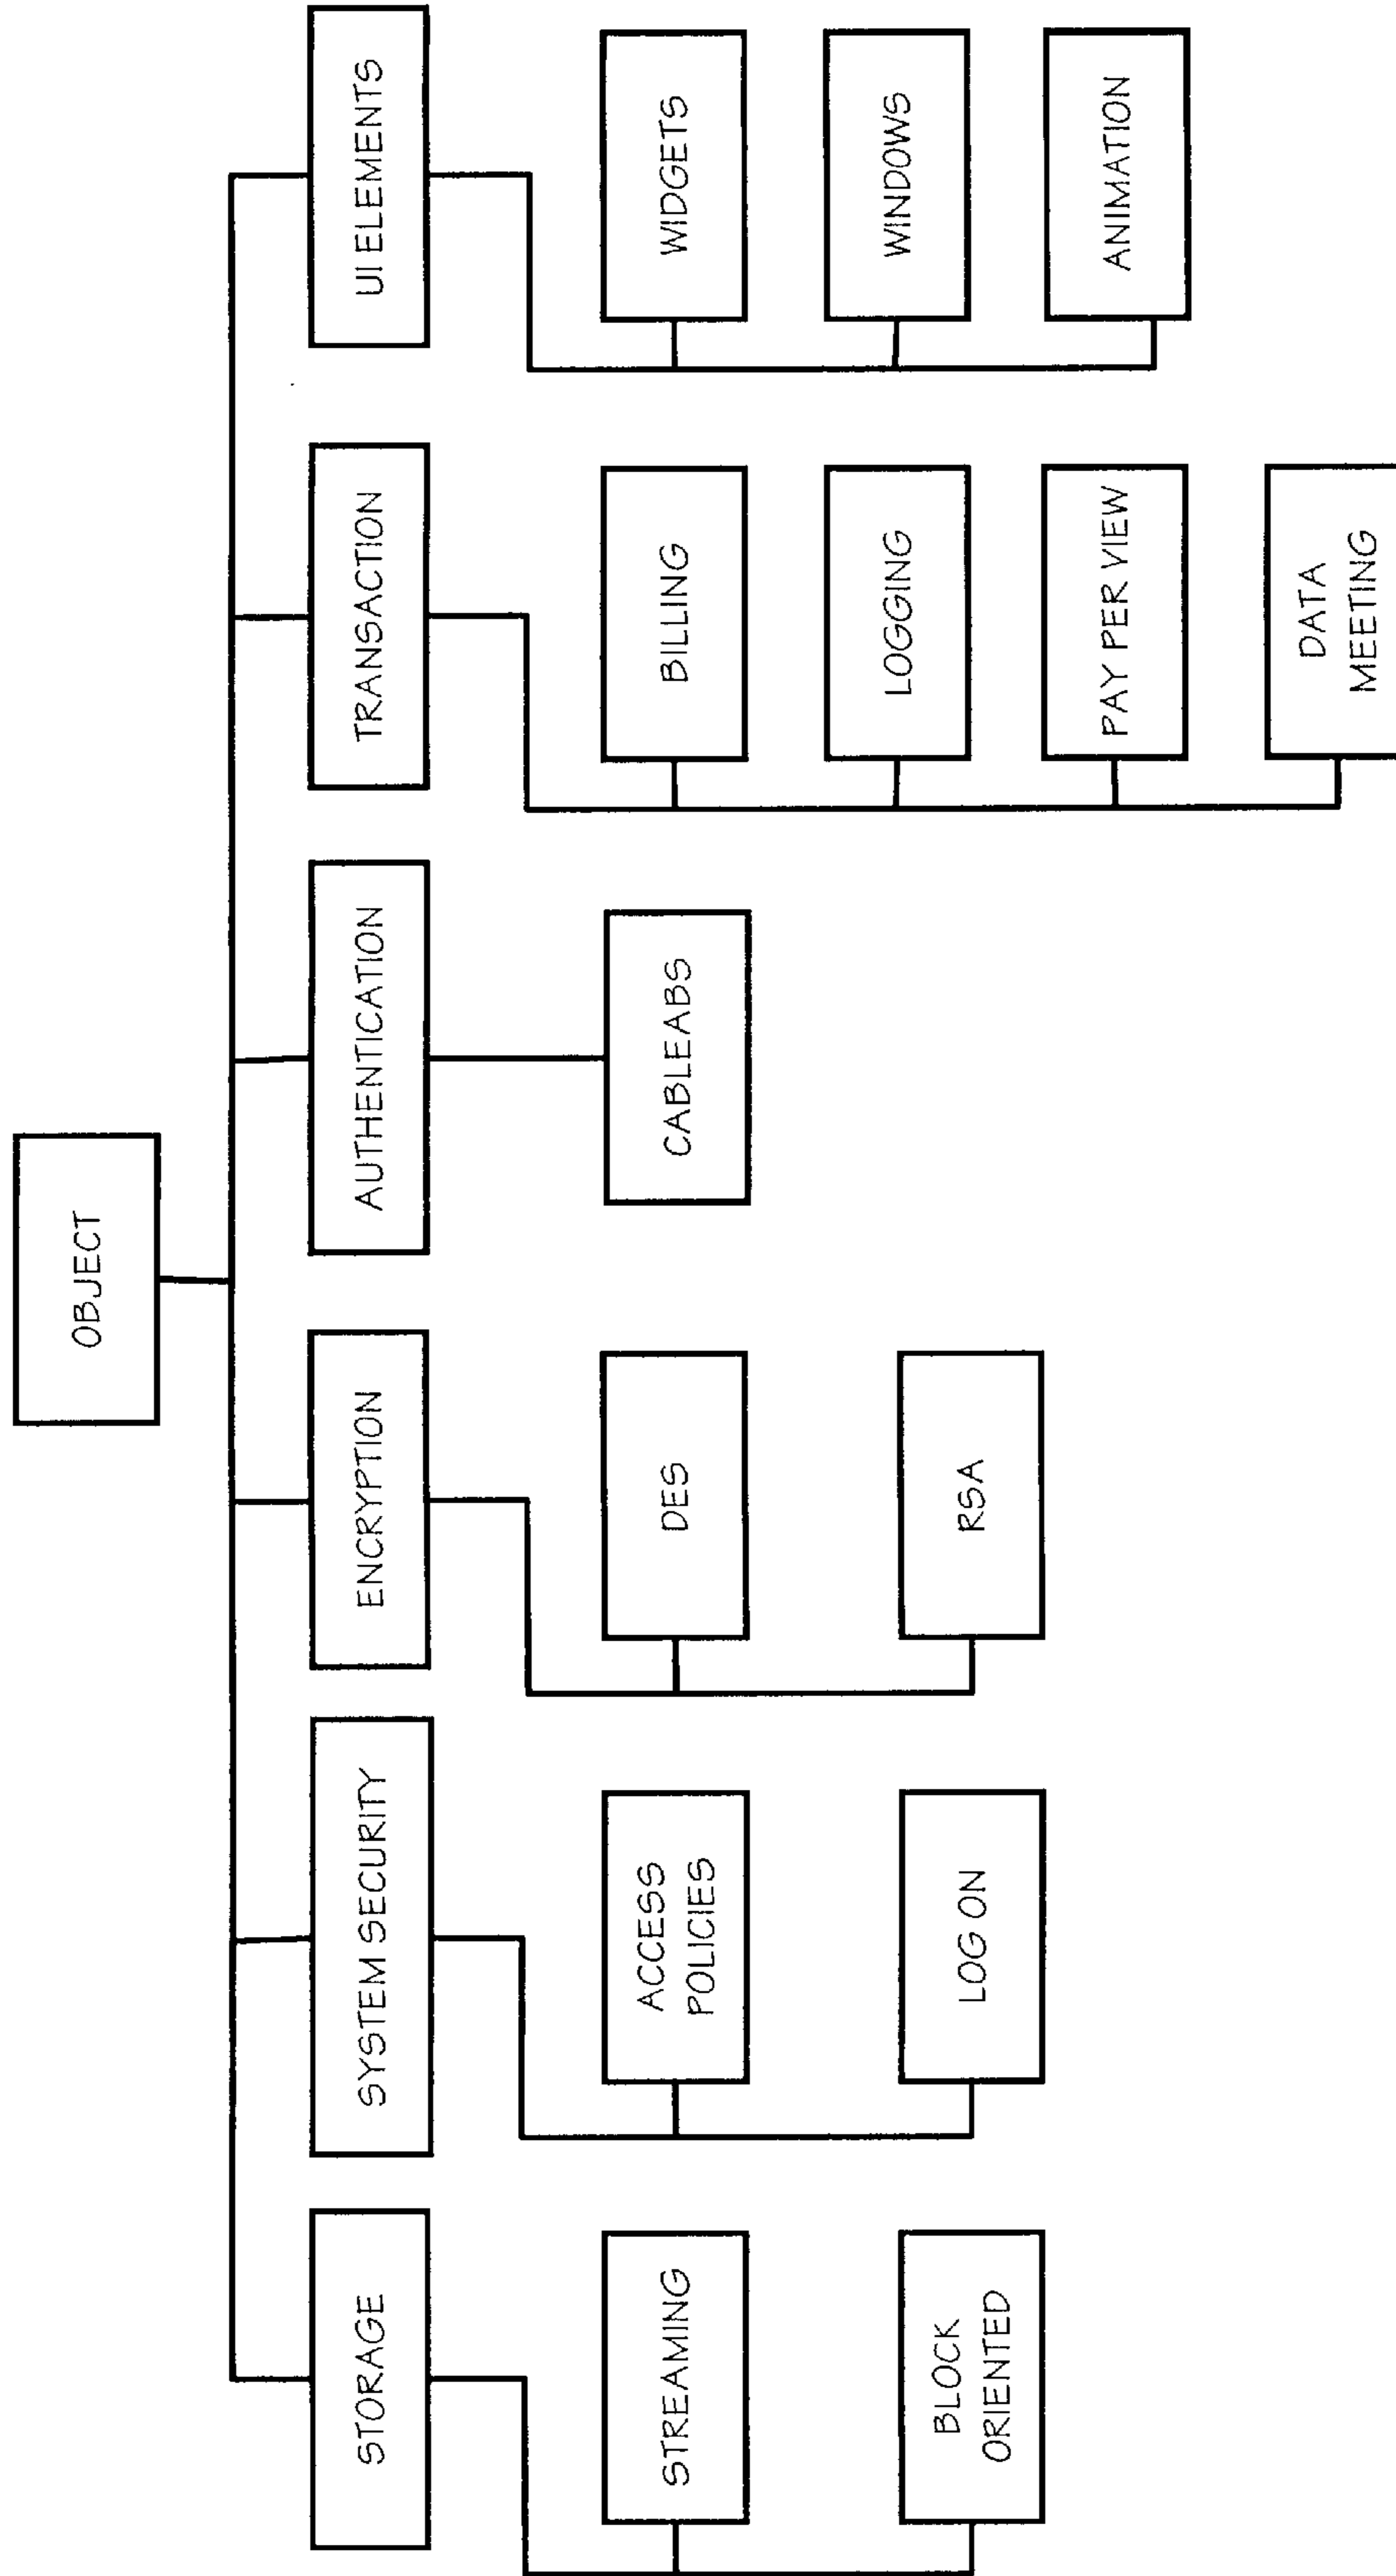 OBJECT
STORAGE
SYSTEM SECURITY
ENCRYPTION
AUTHENTICATION
TRANSACTION
UI ELEMENTS
STREAMING
BLOCK
ORIENTED
ACCESS
POLICIES
LOG ON
DES
RSA
CABLEABS
BILLING
LOGGING
PAY PER VIEW
DATA
MEETING
WIDGETS
WINDOWS
ANIMATION